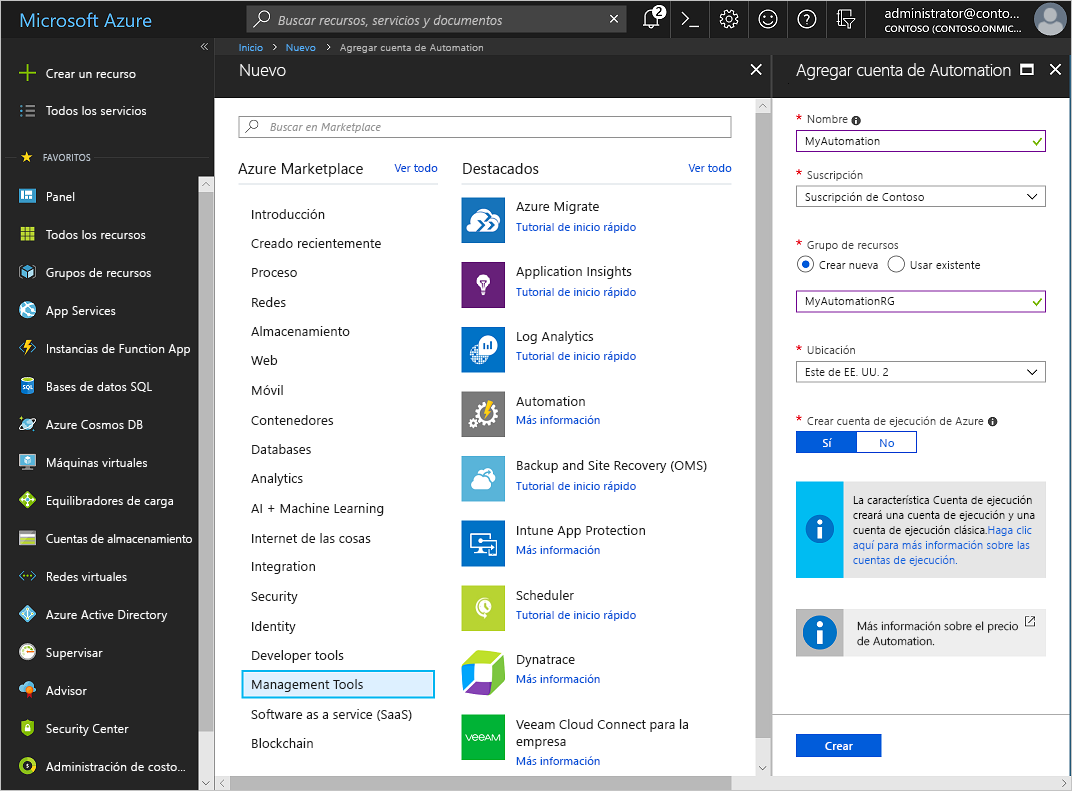 Microsoft Azure
Buscar recursos, servicios y documentos
2
administrator@conto...
CONTOSO (CONTOSO.ONMIC...
Crear un recurso
Todos los servicios
FAVORITOS
Panel
Todos los recursos
Grupos de recursos
App Services
Instancias de Function App
Bases de datos SQL
Azure Cosmos DB
Máquinas virtuales
Equilibradores de carga
Cuentas de almacenamiento
Redes virtuales
Azure Active Directory
Supervisar
Advisor
Security Center
Administración de costo...
Inicio > Nuevo > Agregar cuenta de Automation
Nuevo
Buscar en Marketplace
Azure Marketplace Ver todo
Introducción
Creado recientemente
Proceso
Redes
Almacenamiento
Web
Móvil
Contenedores
Databases
Analytics
AI + Machine Learning
Internet de las cosas
Integration
Security
Identity
Developer tools
Management Tools
Software as a service (SaaS)
Blockchain
Destacados Ver todo
Azure Migrate
Tutorial de inicio rápido
Application Insights
Tutorial de inicio rápido
Log Analytics
Tutorial de inicio rápido
Automation
Más información
Backup and Site Recovery (OMS)
Tutorial de inicio rápido
Intune App Protection
Más información
Scheduler
Tutorial de inicio rápido
Dynatrace
Más información
veeam
Veeam Cloud Connect para la
empresa
Más información
Agregar cuenta de Automation
* Nombre
MyAutomation
* Suscripción
Suscripción de Contoso
* Grupo de recursos
Crear nueva Usar existente
MyAutomationRG
* Ubicación
Este de EE. UU. 2
* Crear cuenta de ejecución de Azure
Sí No
La característica Cuenta de ejecución
creará una cuenta de ejecución y una
cuenta de ejecución clásica.Haga clic
aquí para más información sobre las
cuentas de ejecución.
Más información sobre el precio
de Automation.
Crear